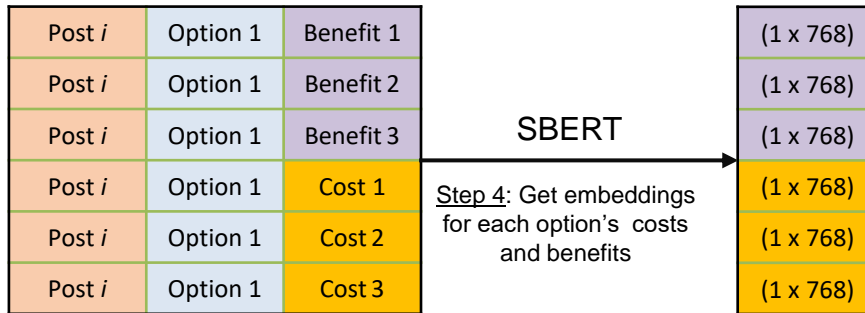 Post i Option 1 Benefit 1 (1 x 768)
Post i Option 1 Benefit 2 (1 x 768)
Post i Option 1 Benefit 3 (1 x 768)
SBERT
Post i Option 1 Cost 1 (1 x 768)
Post i Option 1 Cost 2 (1 x 768)
Post i Option 1 Cost 3 (1 x 768)
Step 4: Get embeddings
for each option's costs
and benefits